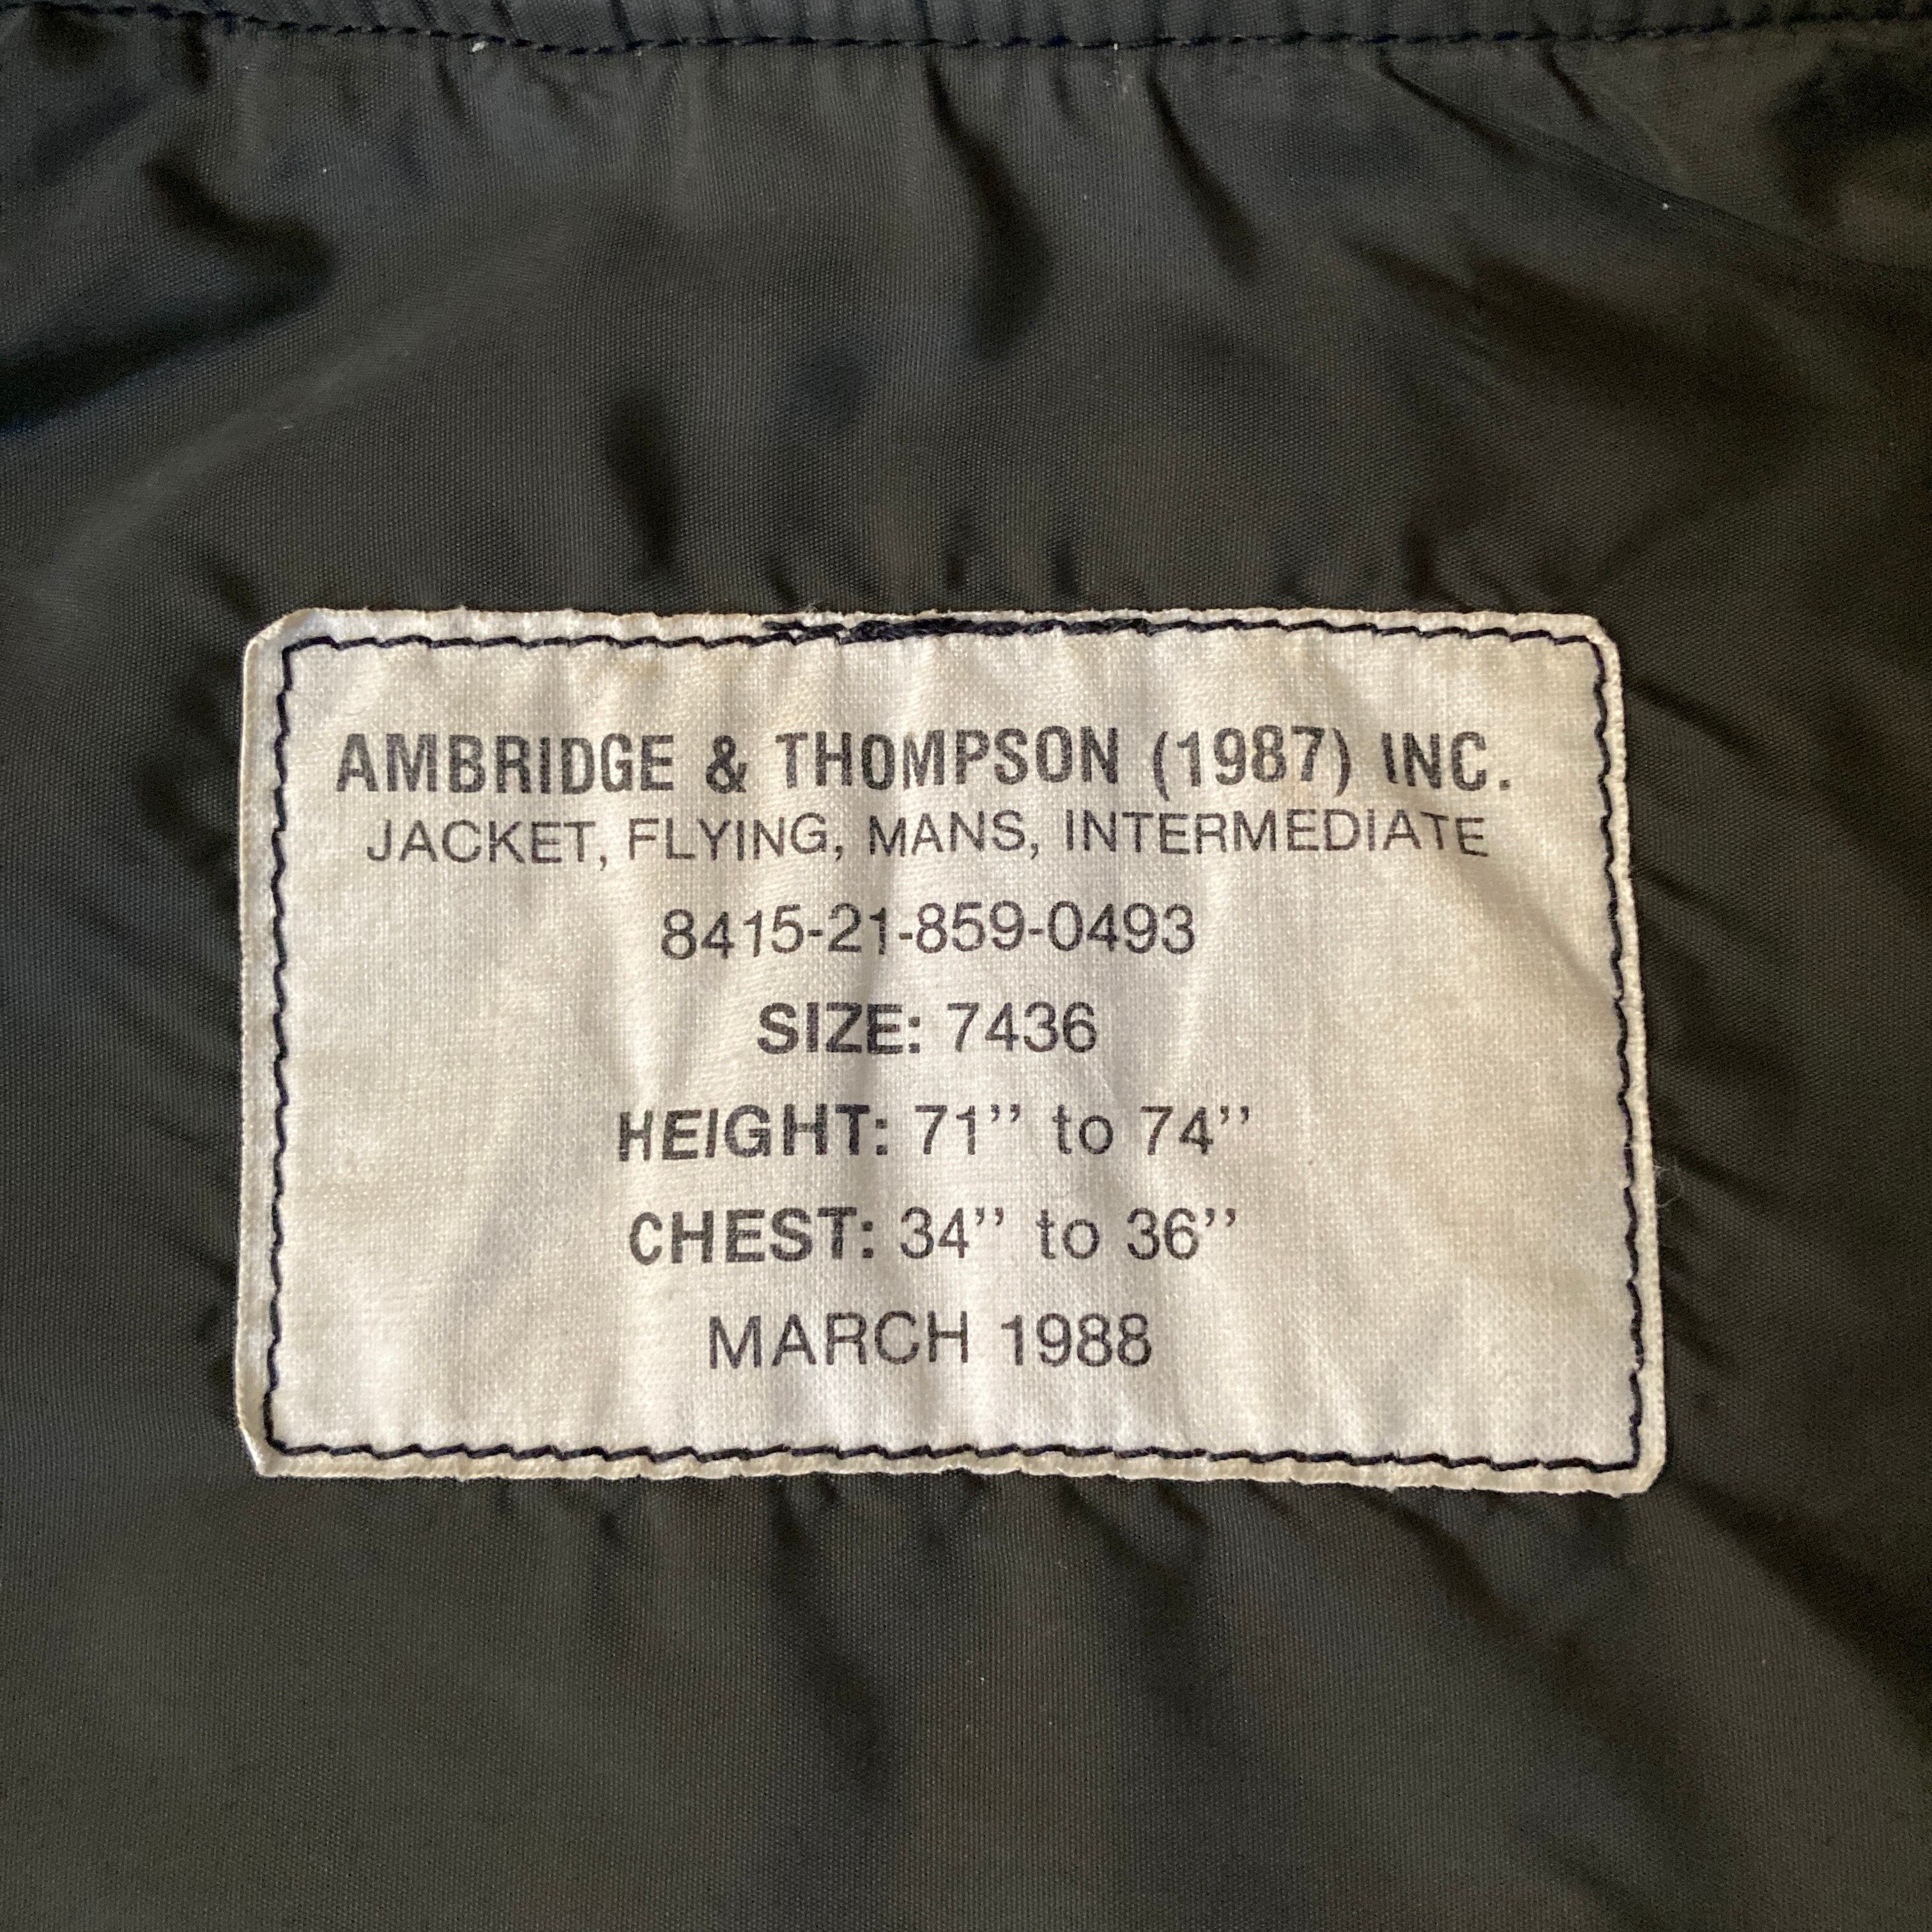 AMBRIDGE & THOMPSON (1987) INC.
JACKET, FLYING, MANS, INTERMEDIATE
8415-21-859-0493
SIZE: 7436
HEIGHT: 71’’ to 74’’
CHEST: 34’’ to 36’’
MARCH 1988